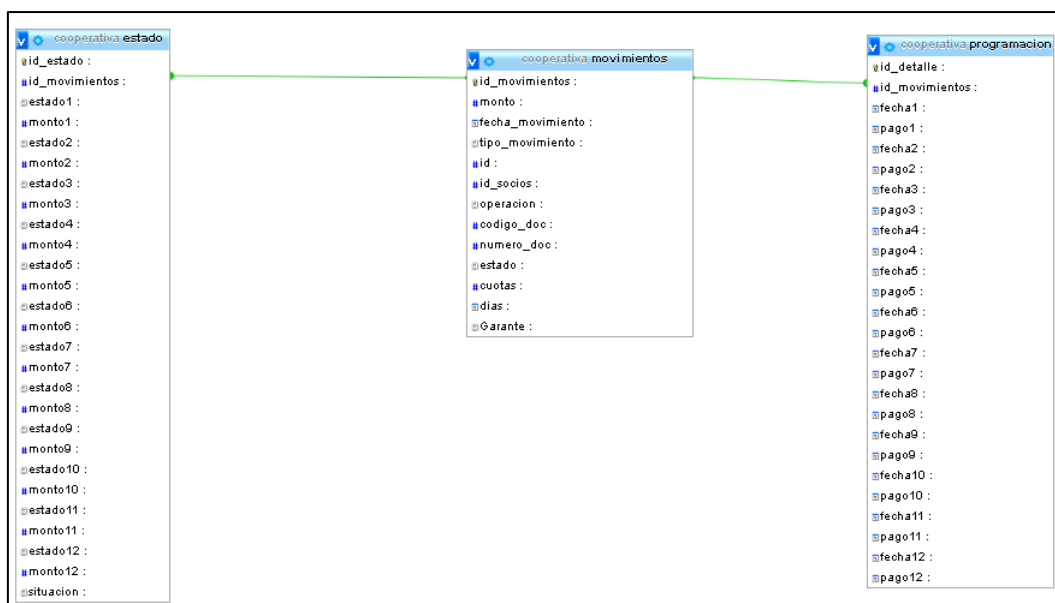 cooperativa estado
id_estado :
#id_movimientos :
estado1 :
#monto1 :
estado2 :
#monto2 :
estado3 :
#monto3 :
estado4 :
#monto4 :
estado5 :
#monto5 :
estado6 :
#monto6 :
estado7 :
#monto7 :
estado8 :
#monto8 :
estado9 :
#monto9 :
estado10 :
#monto10 :
estado11 :
#monto11 :
estado12 :
#monto12 :
situacion :
cooperativa movimientos
id_movimientos :
#monto :
fecha_movimiento :
tipo_movimiento :
#id :
#id_socios :
operacion :
#codigo_doc :
#numero_doc :
estado :
#cuotas :
dias :
Garante :
cooperativa programacion
id_detalle :
#id_movimientos :
fecha1 :
pago1 :
fecha2 :
pago2 :
fecha3 :
pago3 :
fecha4 :
pago4 :
fecha5 :
pago5 :
fecha6 :
pago6 :
fecha7 :
pago7 :
fecha8 :
pago8 :
fecha9 :
pago9 :
fecha10 :
pago10 :
fecha11 :
pago11 :
fecha12 :
pago12 :